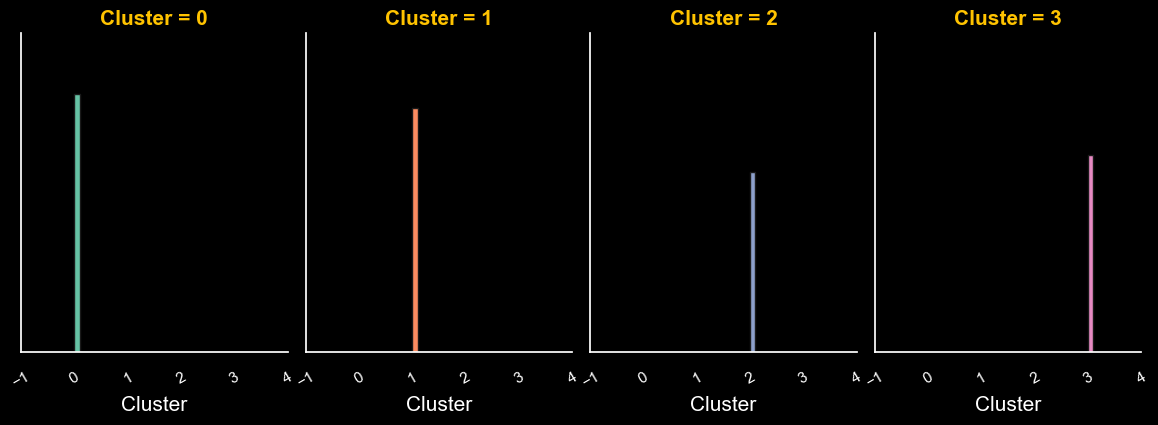 Cluster = 0 Cluster = 1 Cluster = 2 Cluster = 3
−1 0 1 2 3 4 −1 0 1 2 3 4 −1 0 1 2 3 4 −1 0 1 2 3 4
Cluster Cluster Cluster Cluster